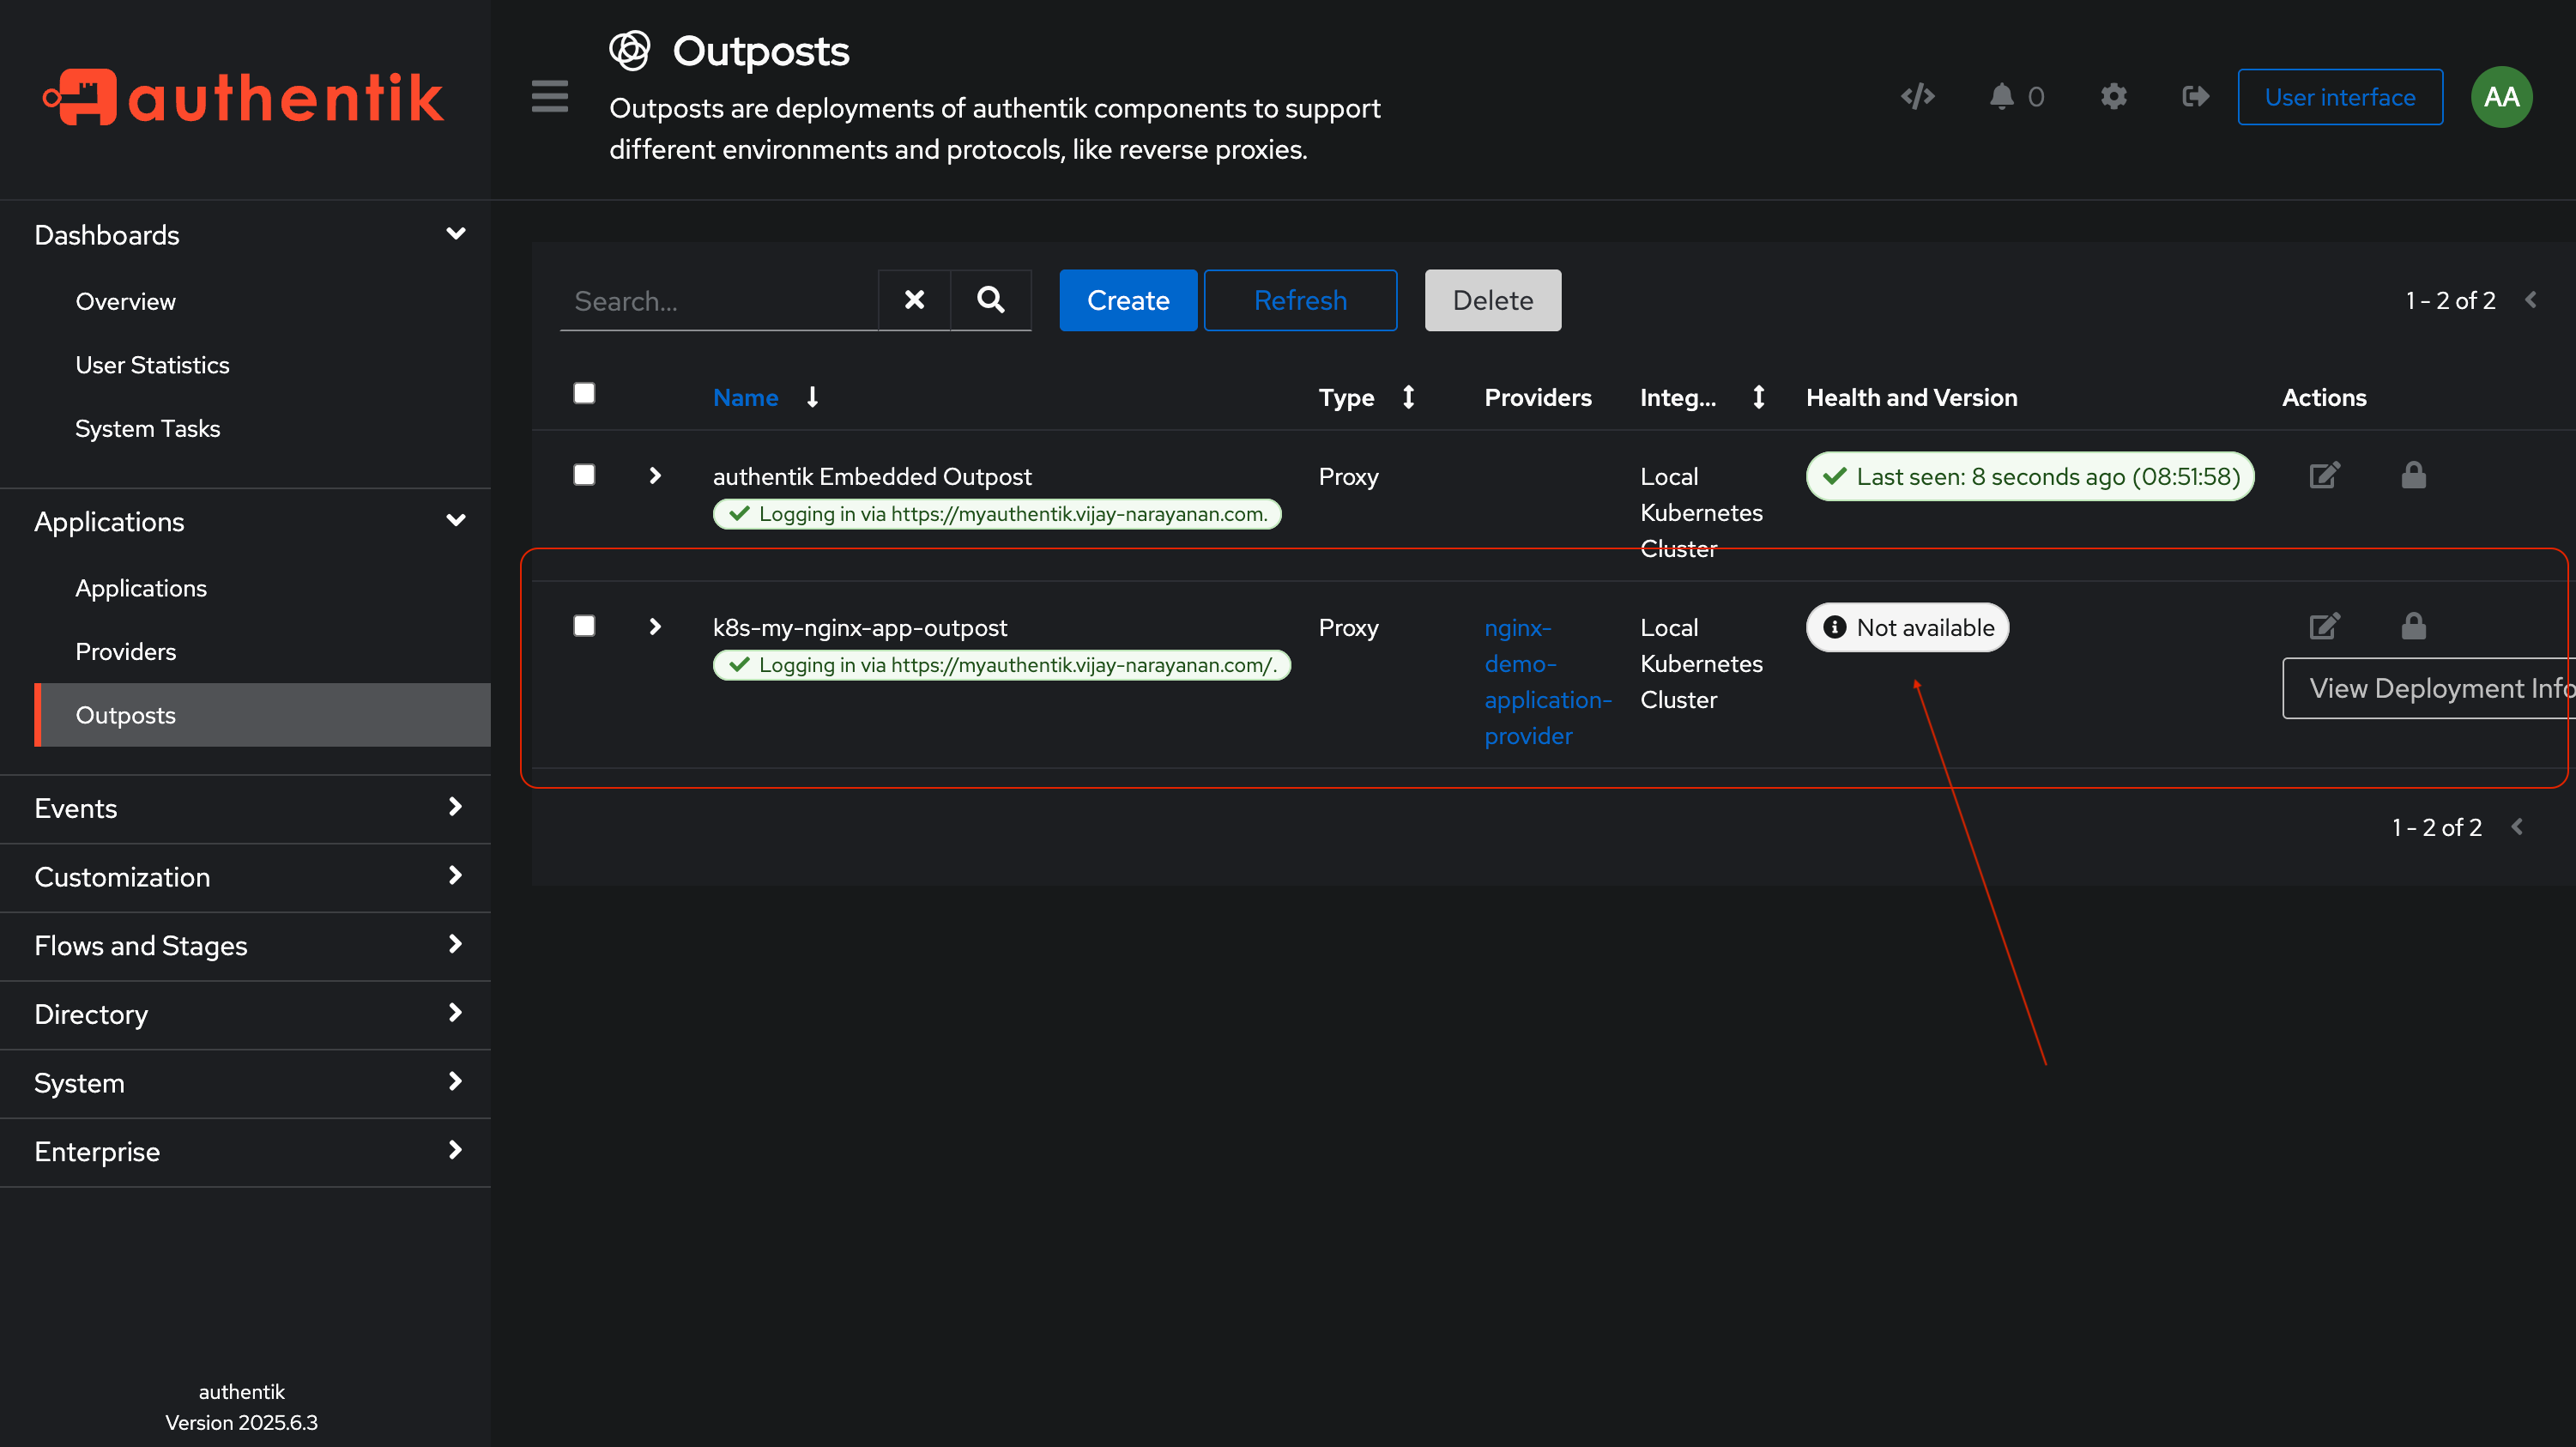 authentik
Outposts
Outposts are deployments of authentik components to support
different environments and protocols, like reverse proxies.
0
User interface
AA
Dashboards
Overview
User Statistics
System Tasks
Applications
Applications
Providers
Outposts
Events
Customization
Flows and Stages
Directory
System
Enterprise
authentik
Version 2025.6.3
Search...
Create
Refresh
Delete
1 - 2 of 2
Name
Type
Providers
Integ...
Health and Version
Actions
authentik Embedded Outpost
Logging in via https://myauthentik.vijay-narayanan.com.
Proxy
Local
Kubernetes
Cluster
Last seen: 8 seconds ago (08:51:58)
k8s-my-nginx-app-outpost
Logging in via https://myauthentik.vijay-narayanan.com/.
Proxy
nginx-
demo-
application-
provider
Local
Kubernetes
Cluster
Not available
View Deployment Info
1 - 2 of 2